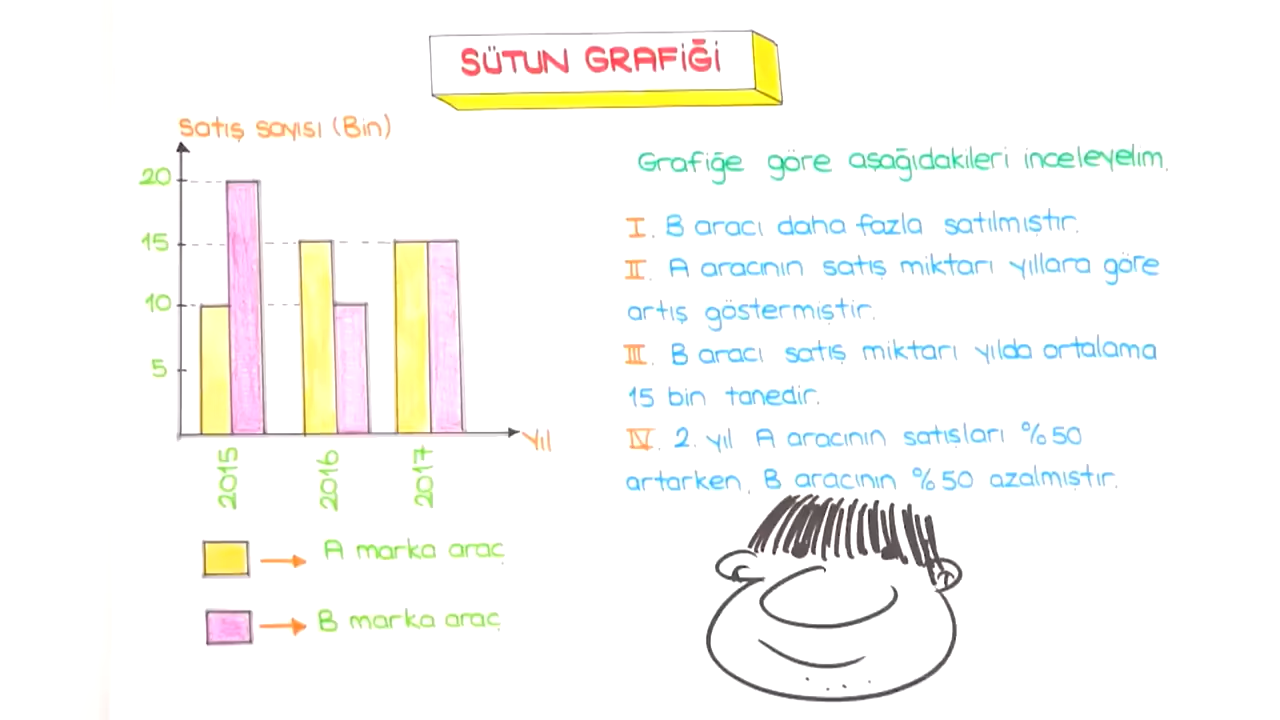 SÜTUN GRAFİĞİ
Satış sayısı (Bin)
20
15
10
5
2015
2016
2017
Yıl
A marka araç
B marka araç
Grafiğe göre aşağıdakileri inceleyelim.
I. B aracı daha fazla satılmıştır.
II. A aracının satış miktarı yıllara göre
artış göstermiştir.
III. B aracı satış miktarı yılda ortalama
15 bin tanedir.
IV. 2. yıl A aracının satışları %50
artarken, B aracının %50 azalmıştır.